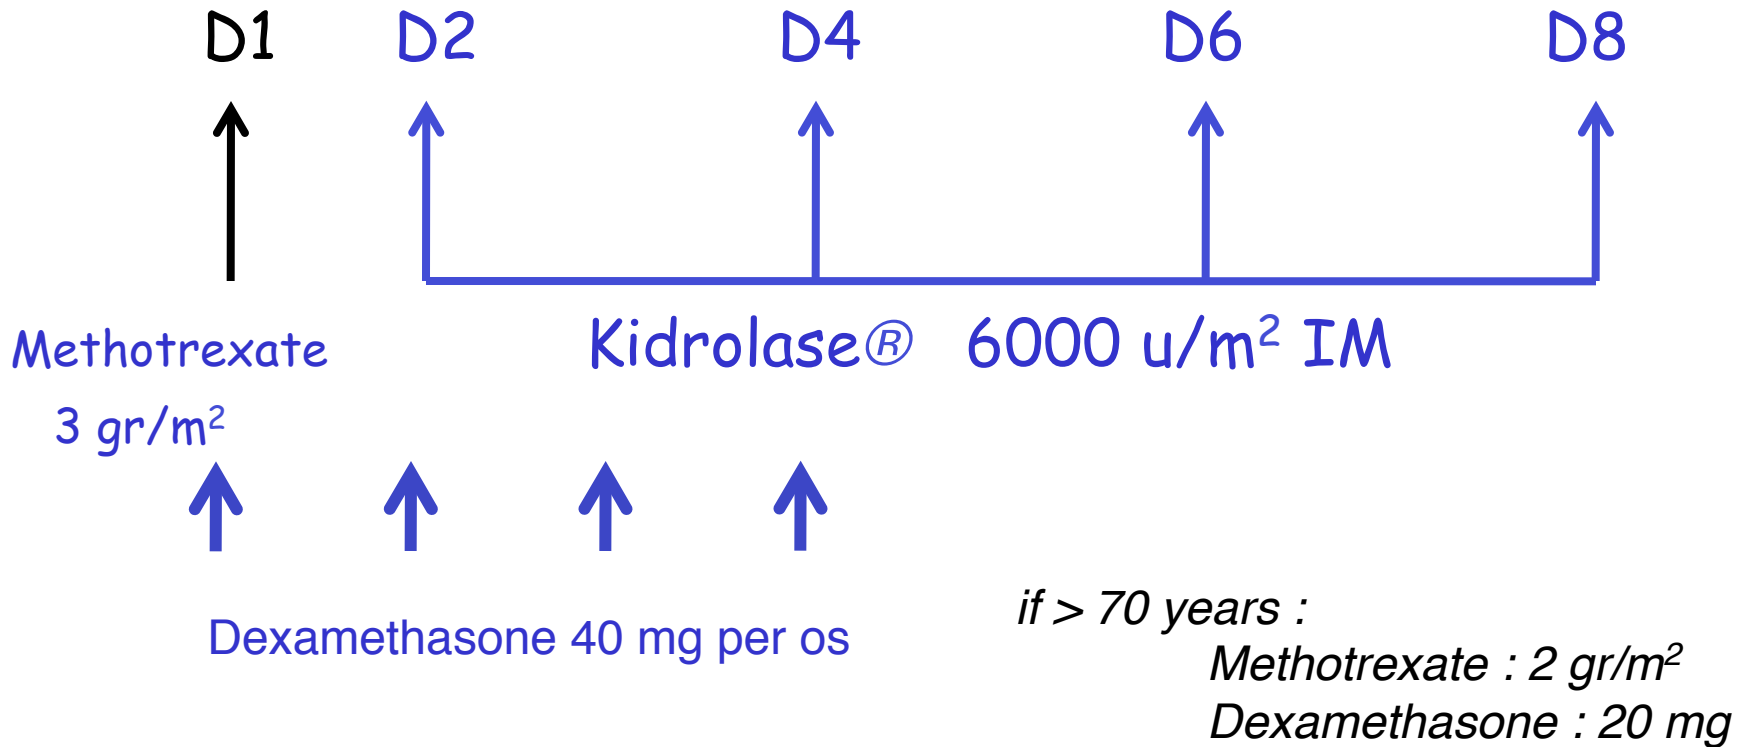 D1 D2 D4 D6 D8
Methotrexate
3 gr/m²
Kidrolase® 6000 u/m² IM
Dexamethasone 40 mg per os
if > 70 years :
Methotrexate : 2 gr/m²
Dexamethasone : 20 mg